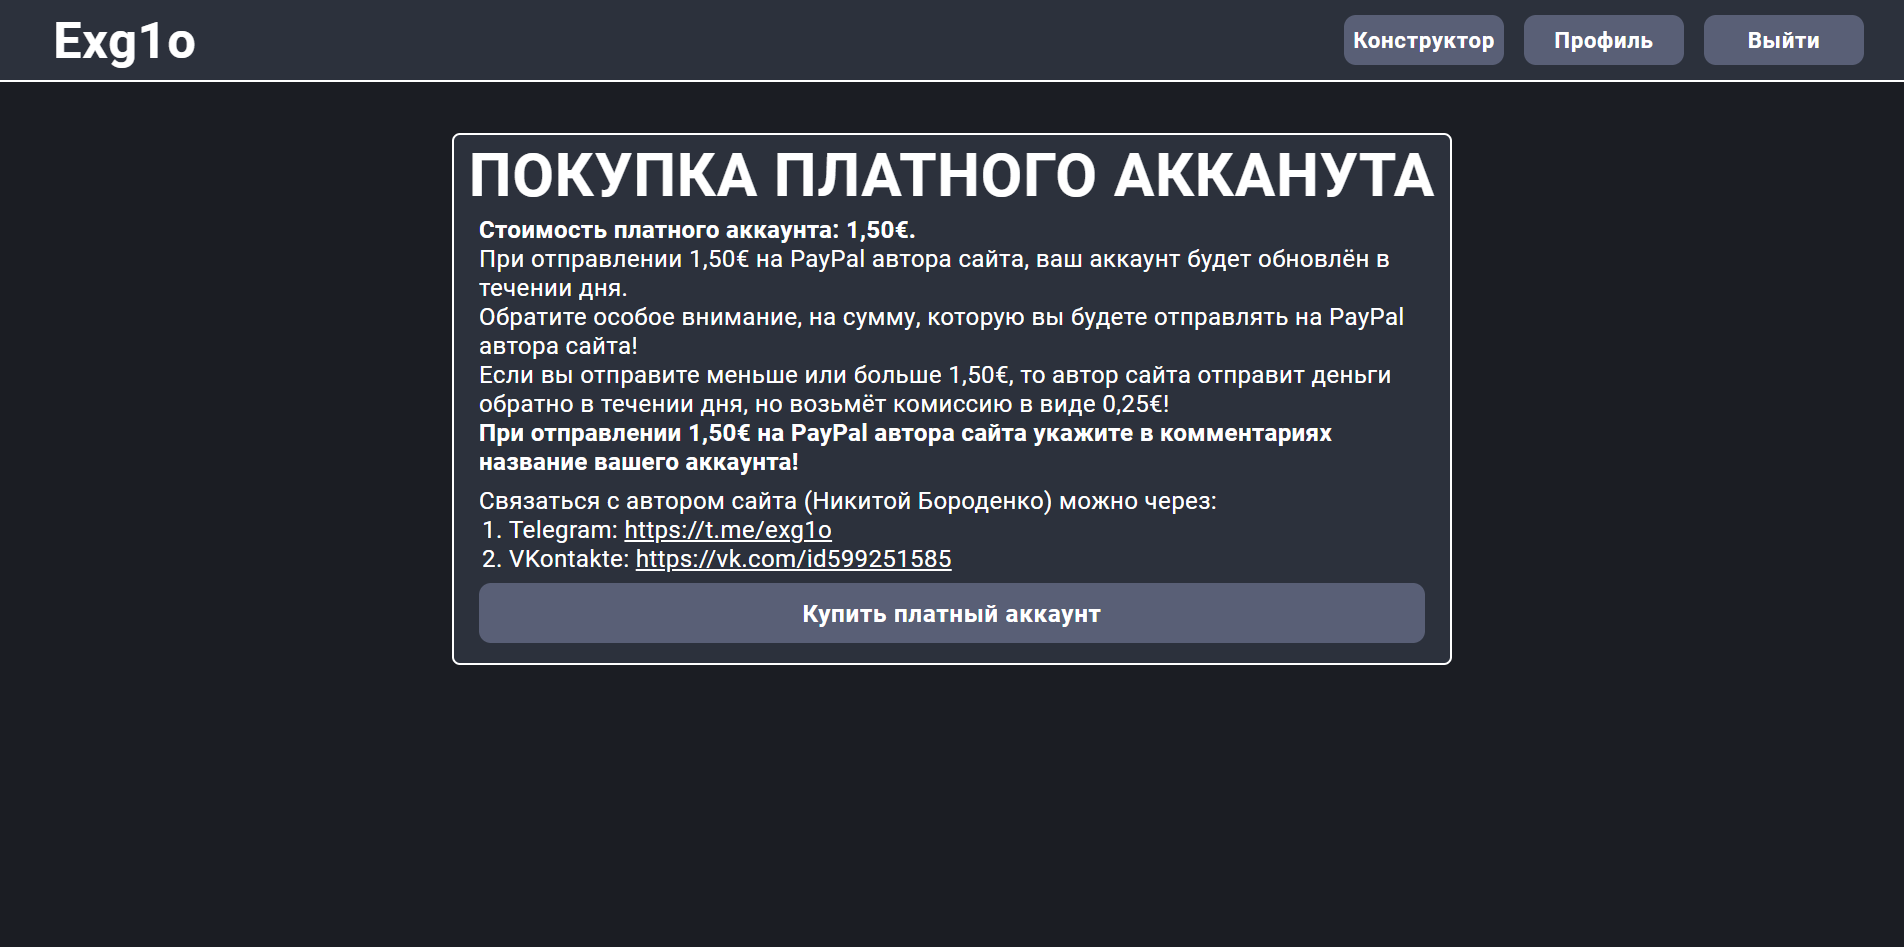 Exg1o
Конструктор
Профиль
Выйти
ПОКУПКА ПЛАТНОГО АККАНУТА
Стоимость платного аккаунта: 1,50€.
При отправлении 1,50€ на PayPal автора сайта, ваш аккаунт будет обновлён в
течении дня.
Обратите особое внимание, на сумму, которую вы будете отправлять на PayPal
автора сайта!
Если вы отправите меньше или больше 1,50€, то автор сайта отправит деньги
обратно в течении дня, но возьмёт комиссию в виде 0,25€!
При отправлении 1,50€ на PayPal автора сайта укажите в комментариях
название вашего аккаунта!
Связаться с автором сайта (Никитой Бороденко) можно через:
1. Telegram: https://t.me/exg1o
2. VKontakte: https://vk.com/id599251585
Купить платный аккаунт